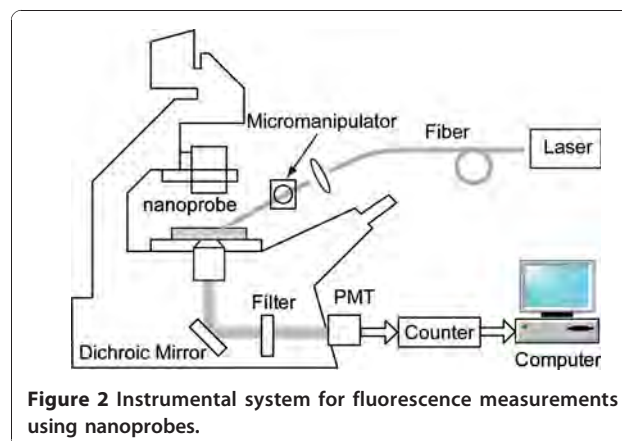 Micromanipulator
Fiber
Laser
nanoprobe
Filter
PMT
Counter
Dichroic Mirror
Computer
Figure 2 Instrumental system for fluorescence measurements
using nanoprobes.